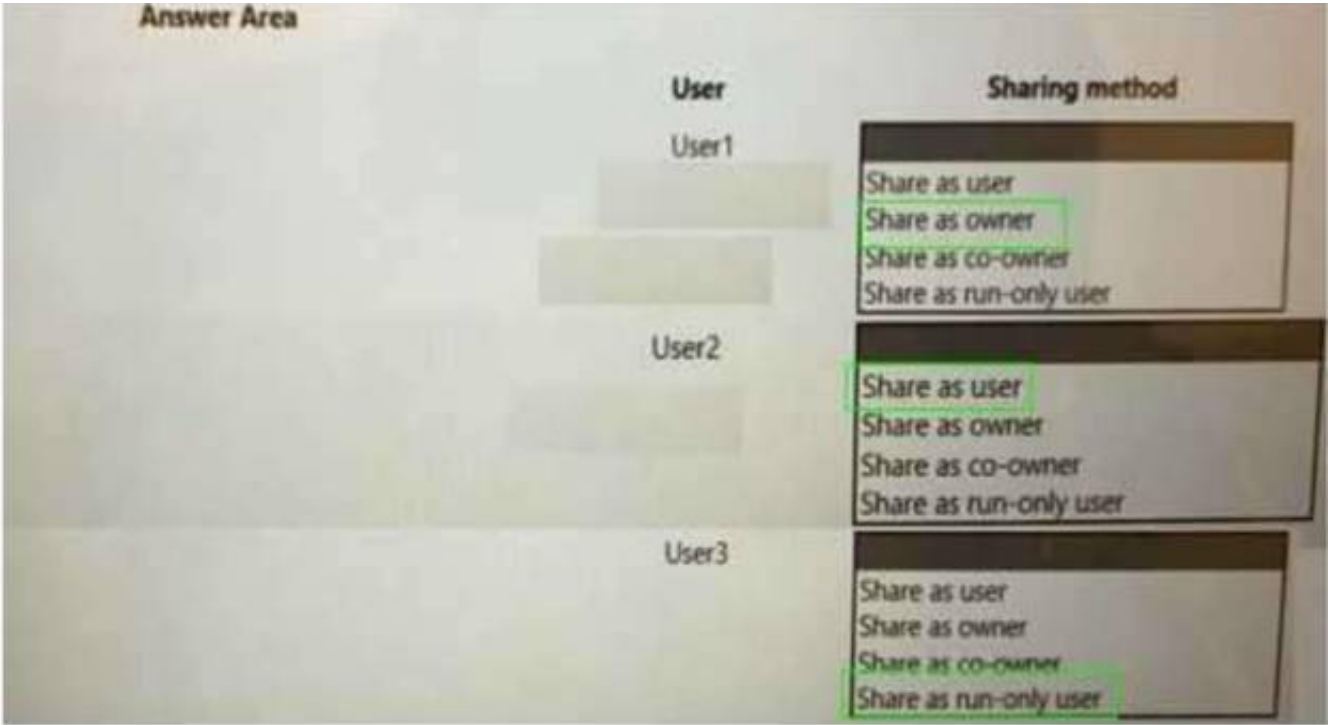 Answer Area
User Sharing method
User1
Share as user
Share as owner
Share as co-owner
Share as run-only user
User2
Share as user
Share as owner
Share as co-owner
Share as run-only user
User3
Share as user
Share as owner
Share as co-owner
Share as run-only user